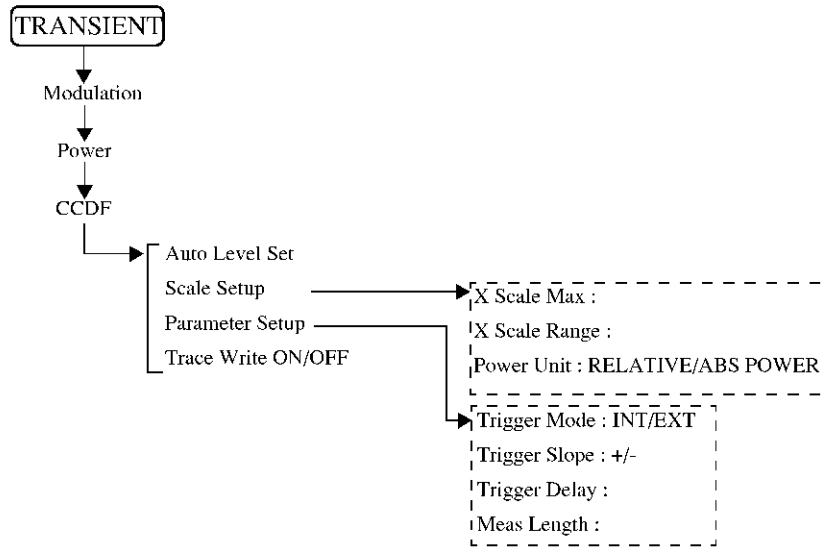 TRANSIENT
Modulation
Power
CCDF
Auto Level Set
Scale Setup
Parameter Setup
Trace Write ON/OFF
X Scale Max :
X Scale Range :
Power Unit : RELATIVE/ABS POWER
Trigger Mode : INT/EXT
Trigger Slope : +/-
Trigger Delay :
Meas Length :